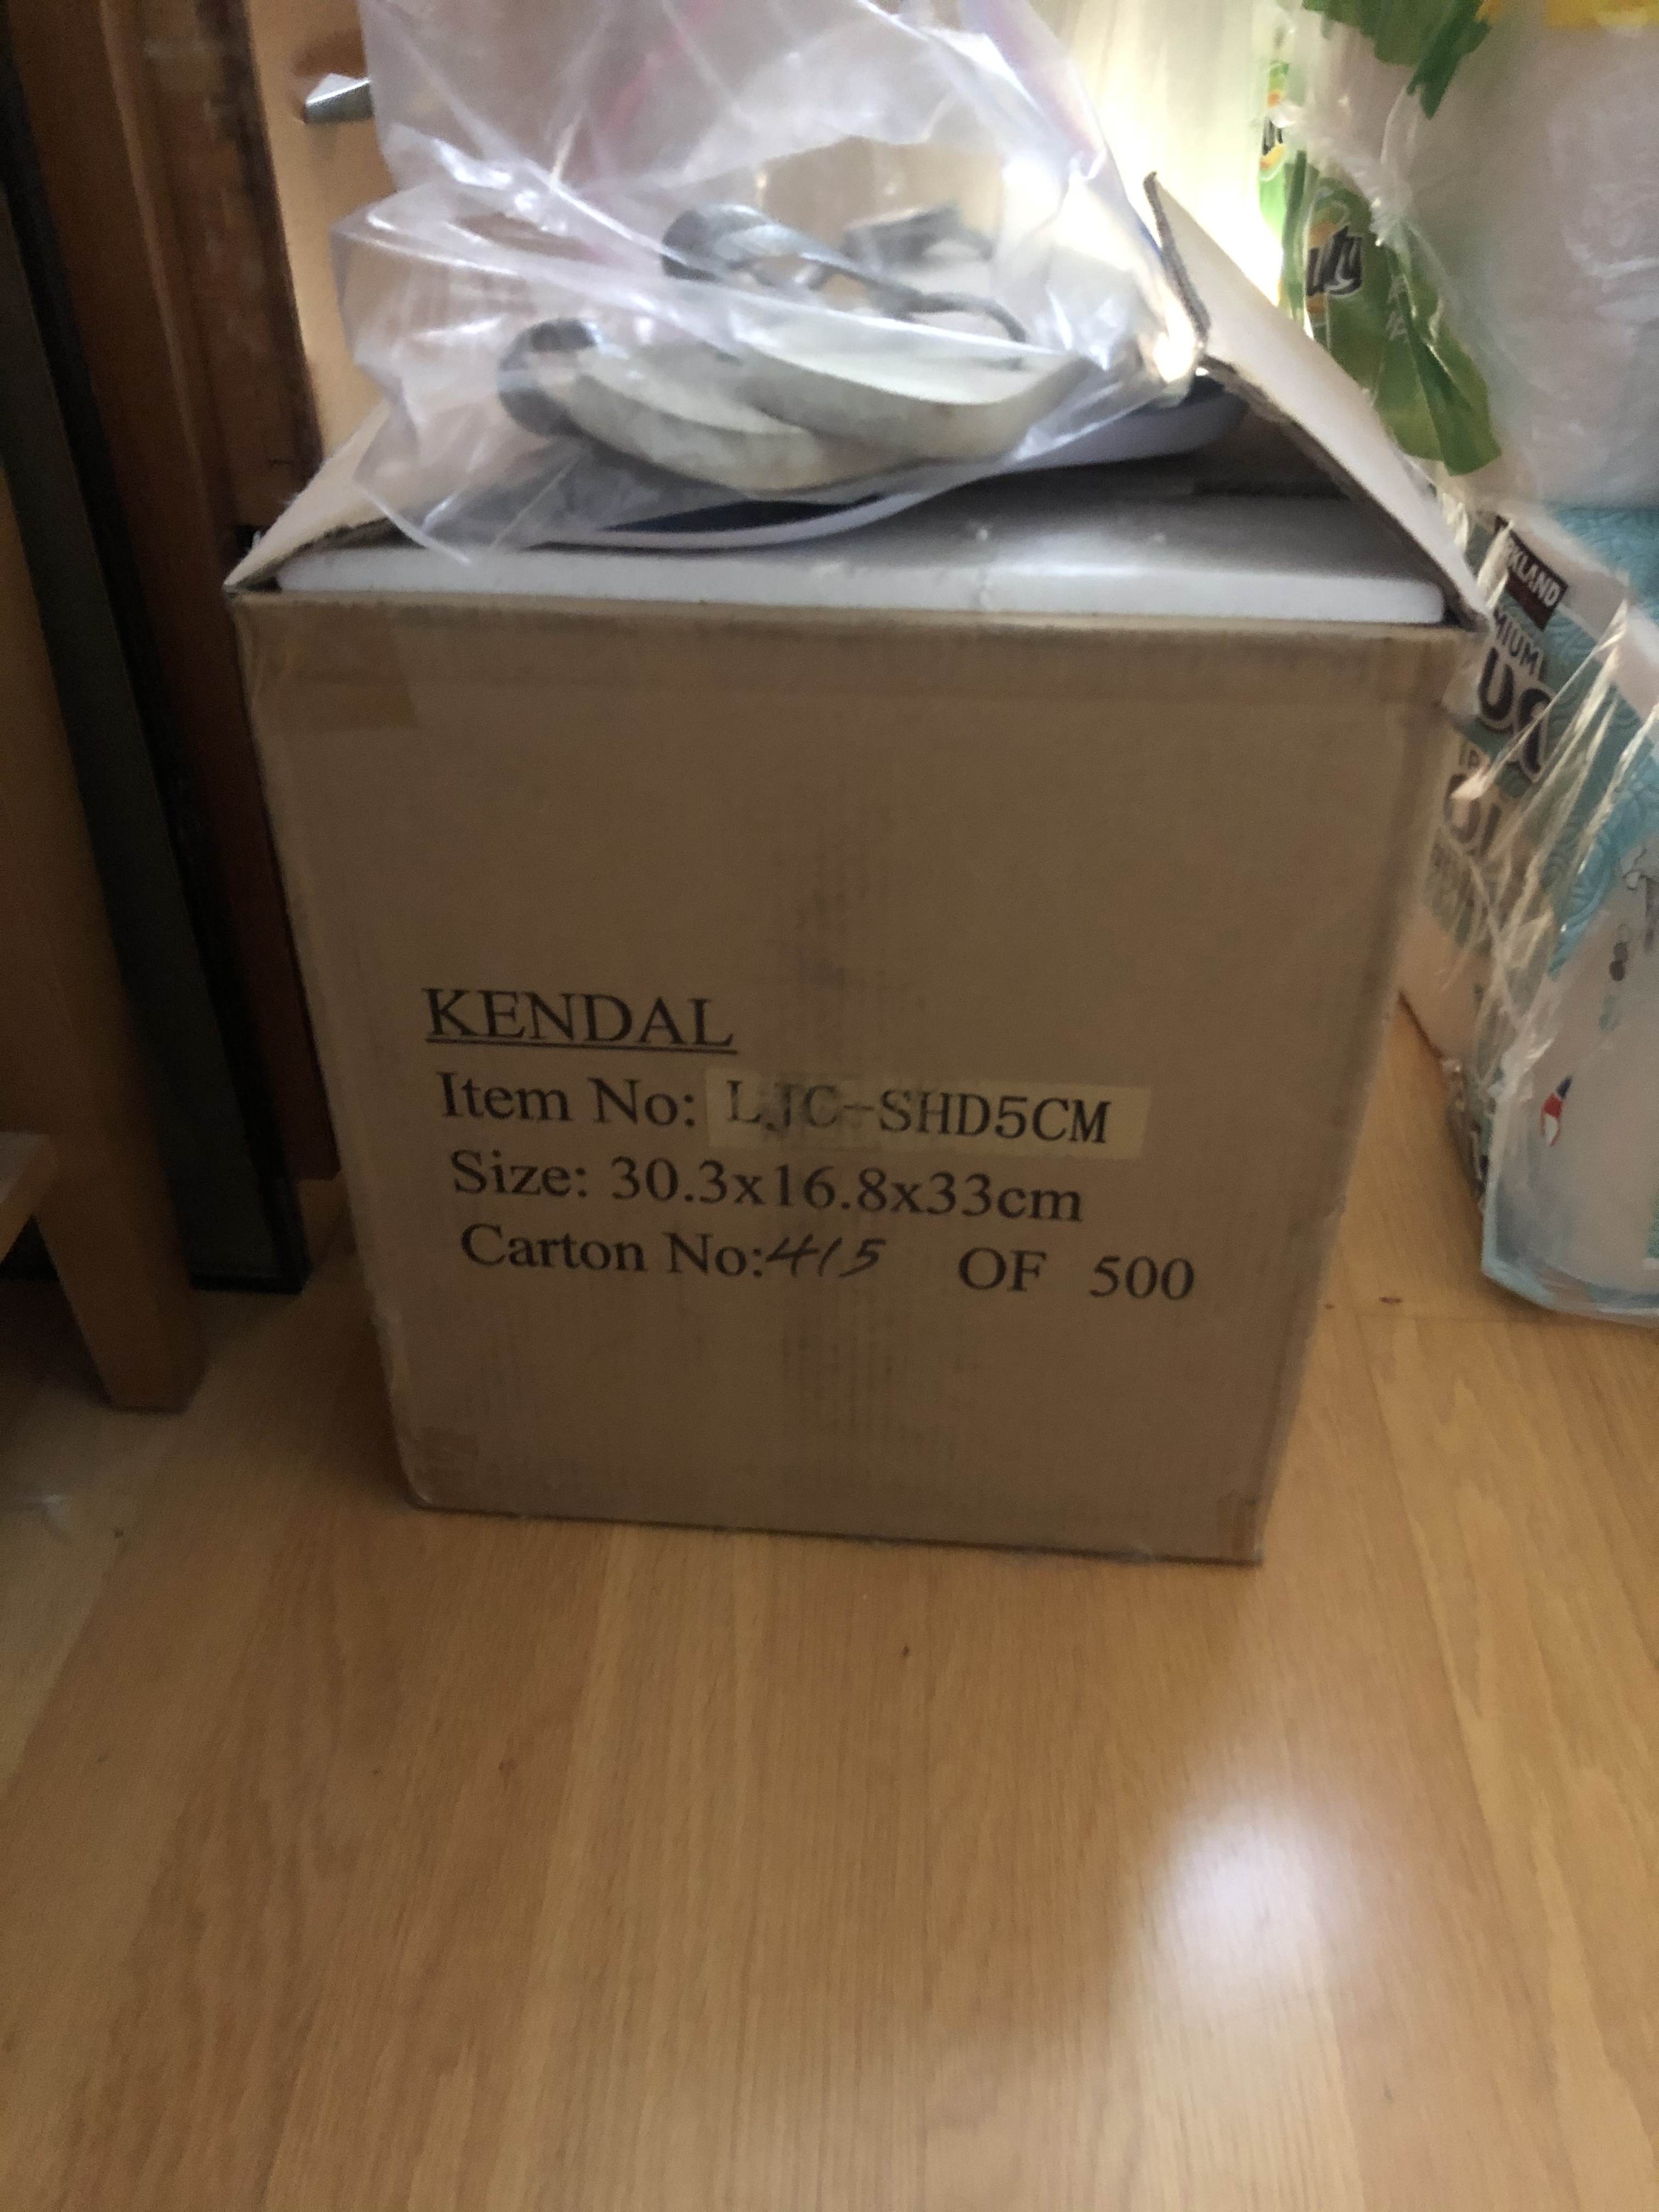 KENDAL
Item No: LJC-SHD5CM
Size: 30.3x16.8x33cm
Carton No: 415 OF 500